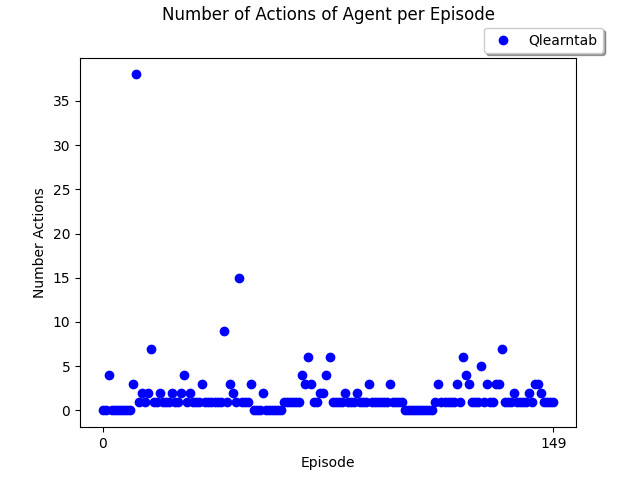 Number of Actions of Agent per Episode
Qlearntab
35
30
25
20
15
10
5
0
Number Actions
0 149
Episode